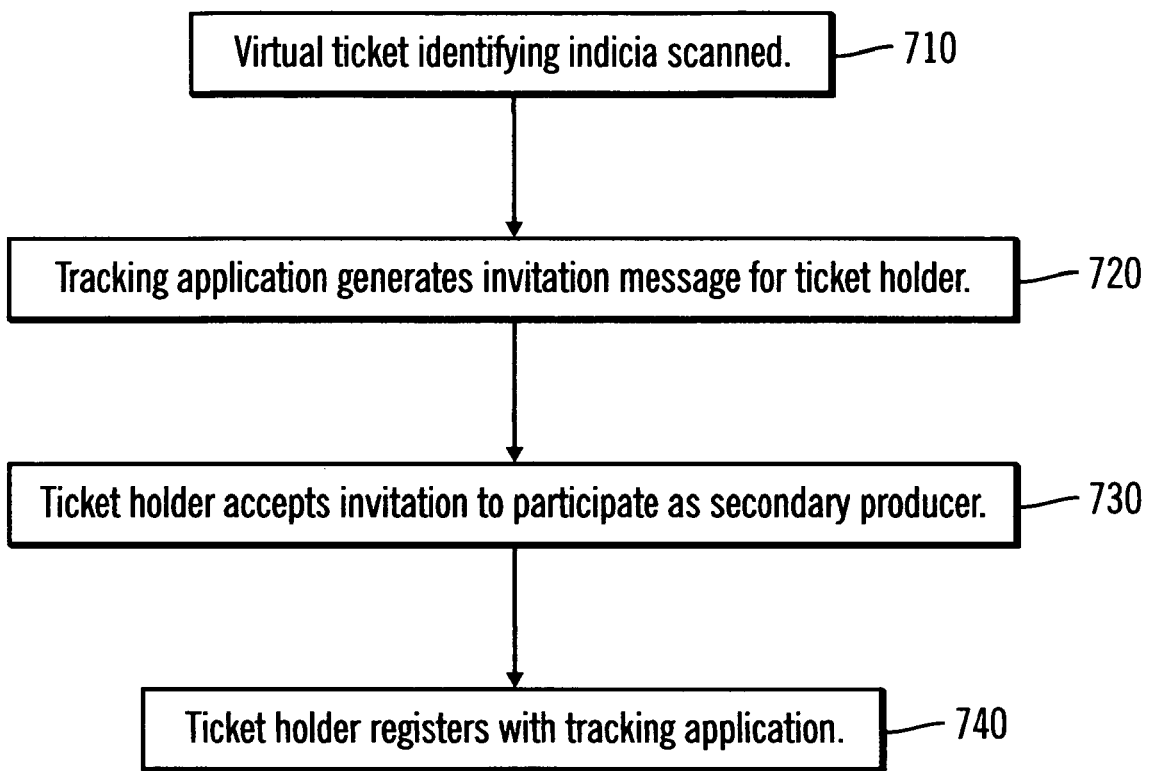 Virtual ticket identifying indicia scanned.
710
Tracking application generates invitation message for ticket holder.
720
Ticket holder accepts invitation to participate as secondary producer.
730
Ticket holder registers with tracking application.
740